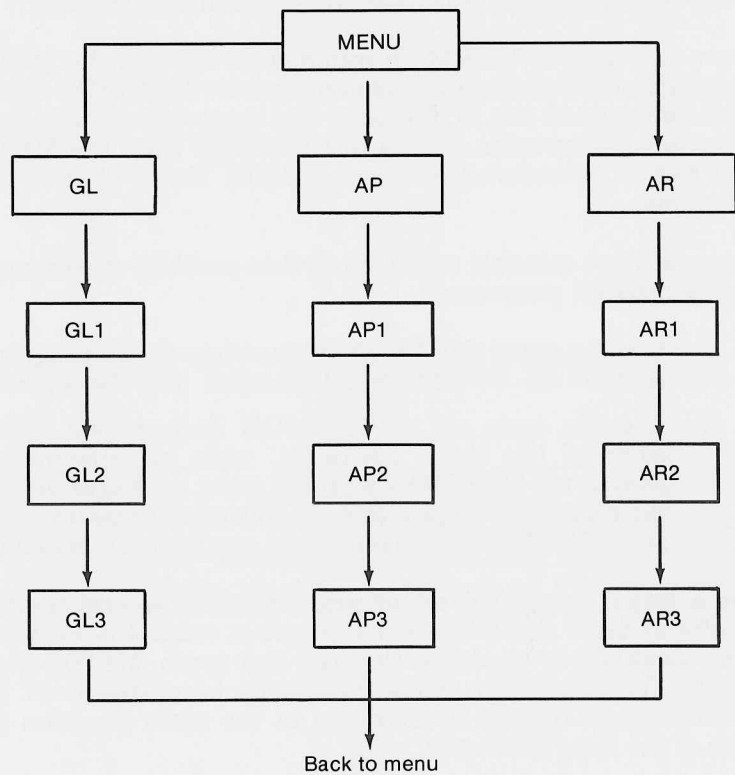 MENU
GL AP AR
GL1 AP1 AR1
GL2 AP2 AR2
GL3 AP3 AR3
Back to menu